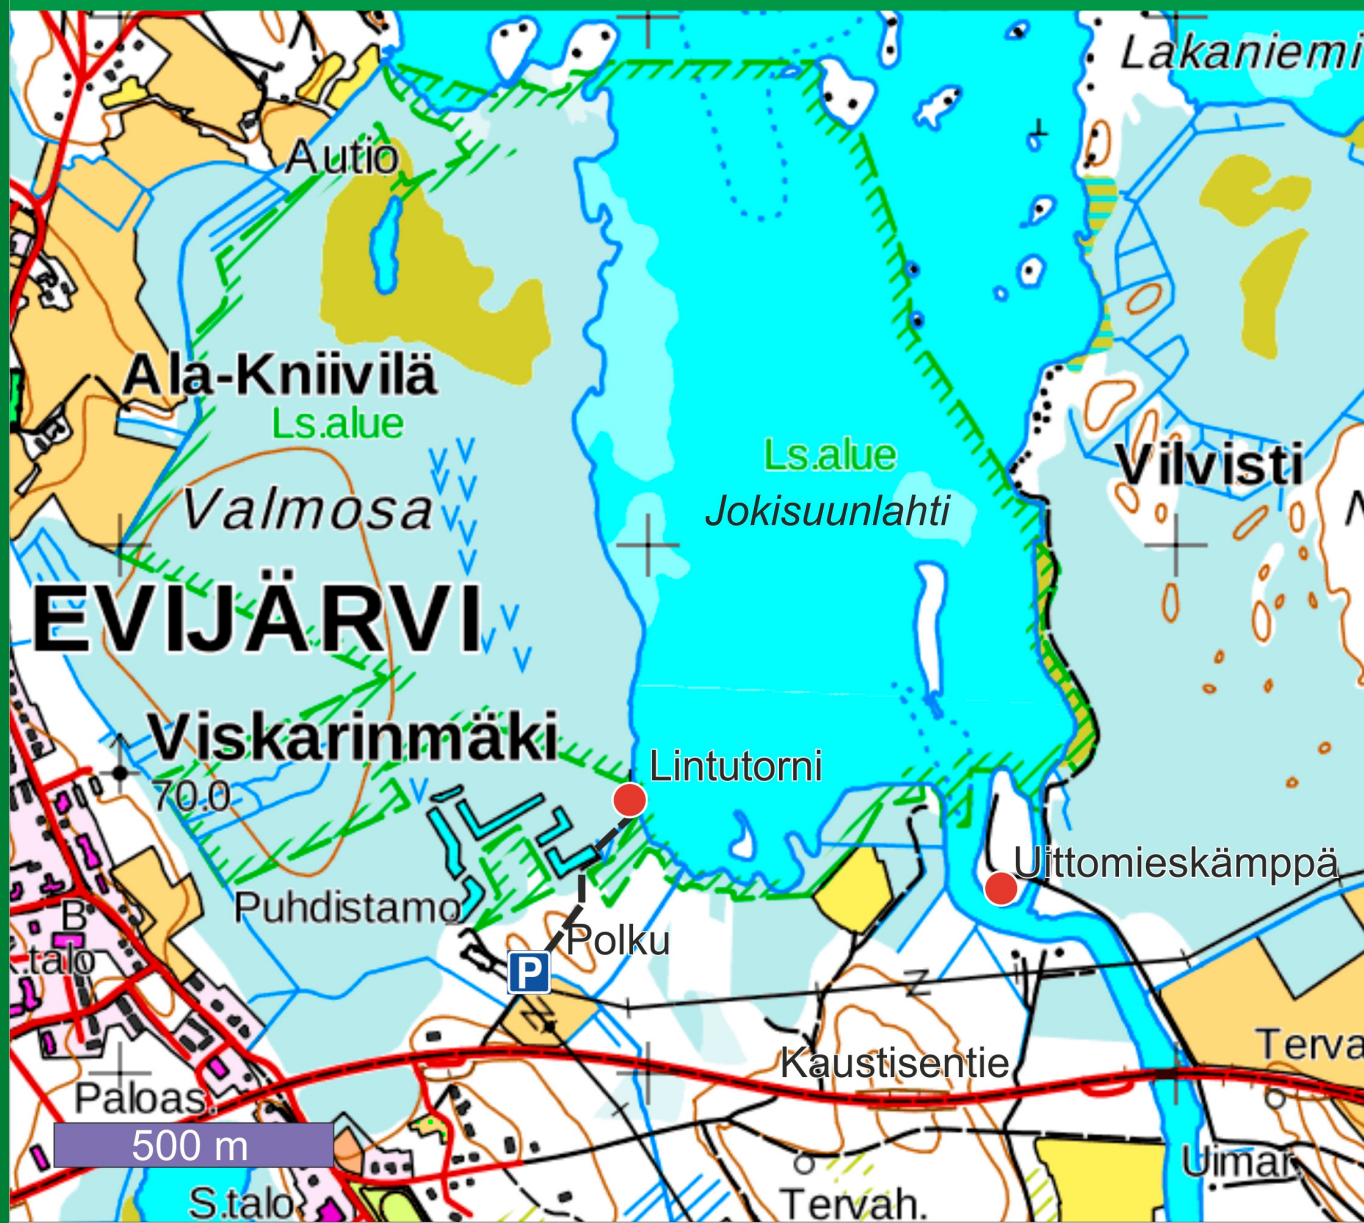 Lakaniemi
Autio
Ala-Kniivilä
Ls.alue
Ls.alue
Vilvisti
Valmosa
Jokisuunlahti
N
EVIJÄRVI
Viskarinmäki
Lintutorni
70.0
Uittomieskämppä
Puhdistamo
B
Polku
k.talo
P
Terva
Kaustisentie
Paloas.
500 m
Uimar.
S.talo
Tervah.